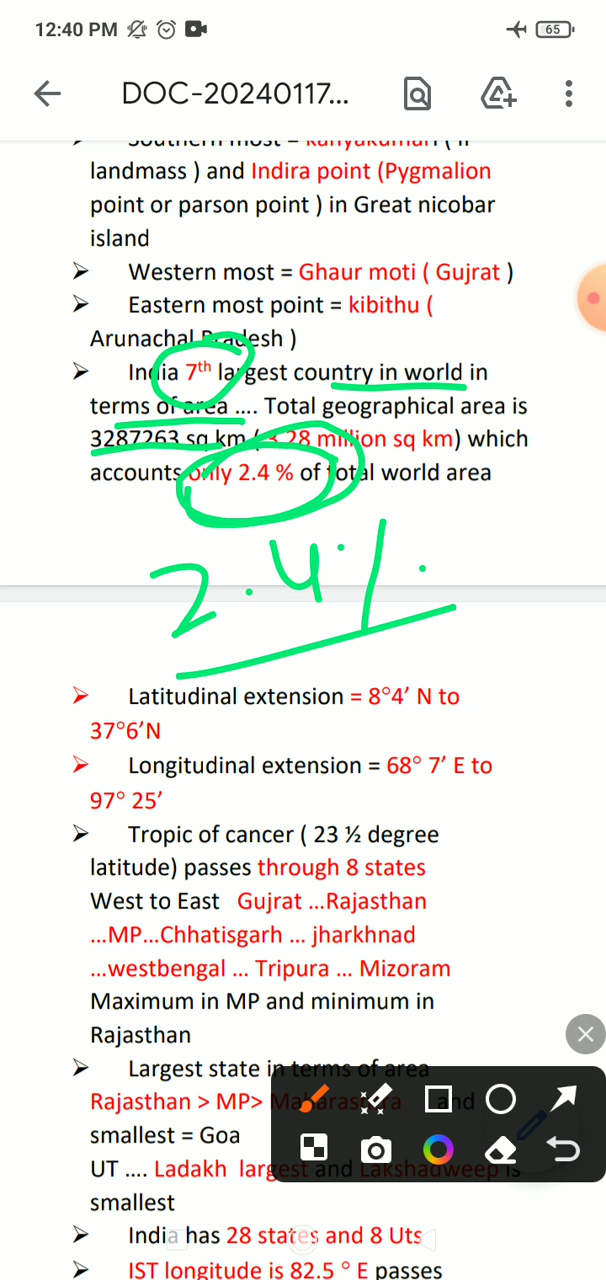 12:40 PM
65
DOC-20240117...
Southern most = kanyakumari ( if
landmass ) and Indira point (Pygmalion
point or parson point ) in Great nicobar
island
➢ Western most = Ghaur moti ( Gujrat )
➢ Eastern most point = kibithu (
Arunachal Pradesh )
➢ India 7th largest country in world in
terms of area .... Total geographical area is
3287263 sq km ( 3.28 million sq km) which
accounts only 2.4 % of total world area
2.4%
➢ Latitudinal extension = 8°4’ N to
37°6’N
➢ Longitudinal extension = 68° 7’ E to
97° 25’
➢ Tropic of cancer ( 23 ½ degree
latitude) passes through 8 states
West to East Gujrat ...Rajasthan
...MP...Chhatisgarh ... jharkhnad
...westbengal ... Tripura ... Mizoram
Maximum in MP and minimum in
Rajasthan
➢ Largest state in terms of area
Rajasthan > MP> Maharasotra and
smallest = Goa
UT .... Ladakh largest and Lakshadweep is
smallest
➢ India has 28 states and 8 Uts
➢ IST longitude is 82.5 ° E passes